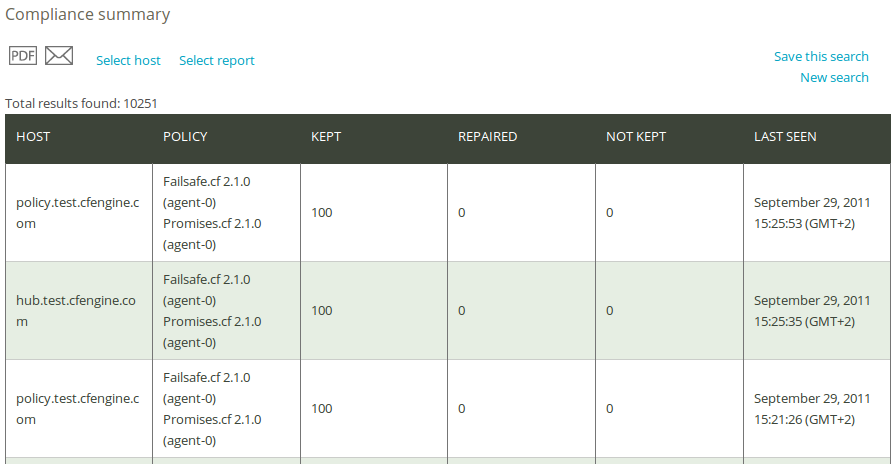 Compliance summary
PDF
Select host Select report
Save this search
New search
Total results found: 10251
HOST POLICY KEPT REPAIRED NOT KEPT LAST SEEN
policy.test.cfengine.c
om
Failsafe.cf 2.1.0
(agent-0)
Promises.cf 2.1.0
(agent-0)
100
0
0
September 29, 2011
15:25:53 (GMT+2)
hub.test.cfengine.co
m
Failsafe.cf 2.1.0
(agent-0)
Promises.cf 2.1.0
(agent-0)
100
0
0
September 29, 2011
15:25:35 (GMT+2)
policy.test.cfengine.c
om
Failsafe.cf 2.1.0
(agent-0)
Promises.cf 2.1.0
(agent-0)
100
0
0
September 29, 2011
15:21:26 (GMT+2)